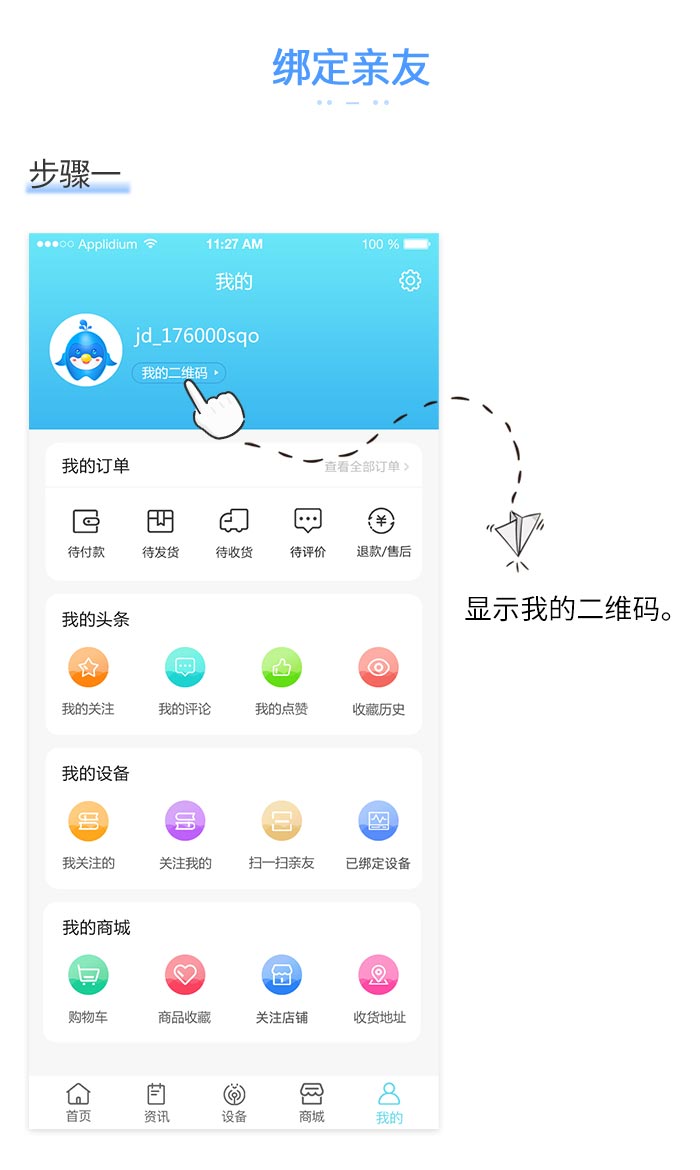 绑定亲友
步骤一
Applidium 11:27 AM 100 %
我的
jd_176000sqo
我的二维码
我的订单 查看全部订单
待付款 待发货 待收货 待评价 退款/售后
显示我的二维码。
我的头条
我的关注 我的评论 我的点赞 收藏历史
我的设备
我关注的 关注我的 扫一扫亲友 已绑定设备
我的商城
购物车 商品收藏 关注店铺 收货地址
首页 资讯 设备 商城 我的